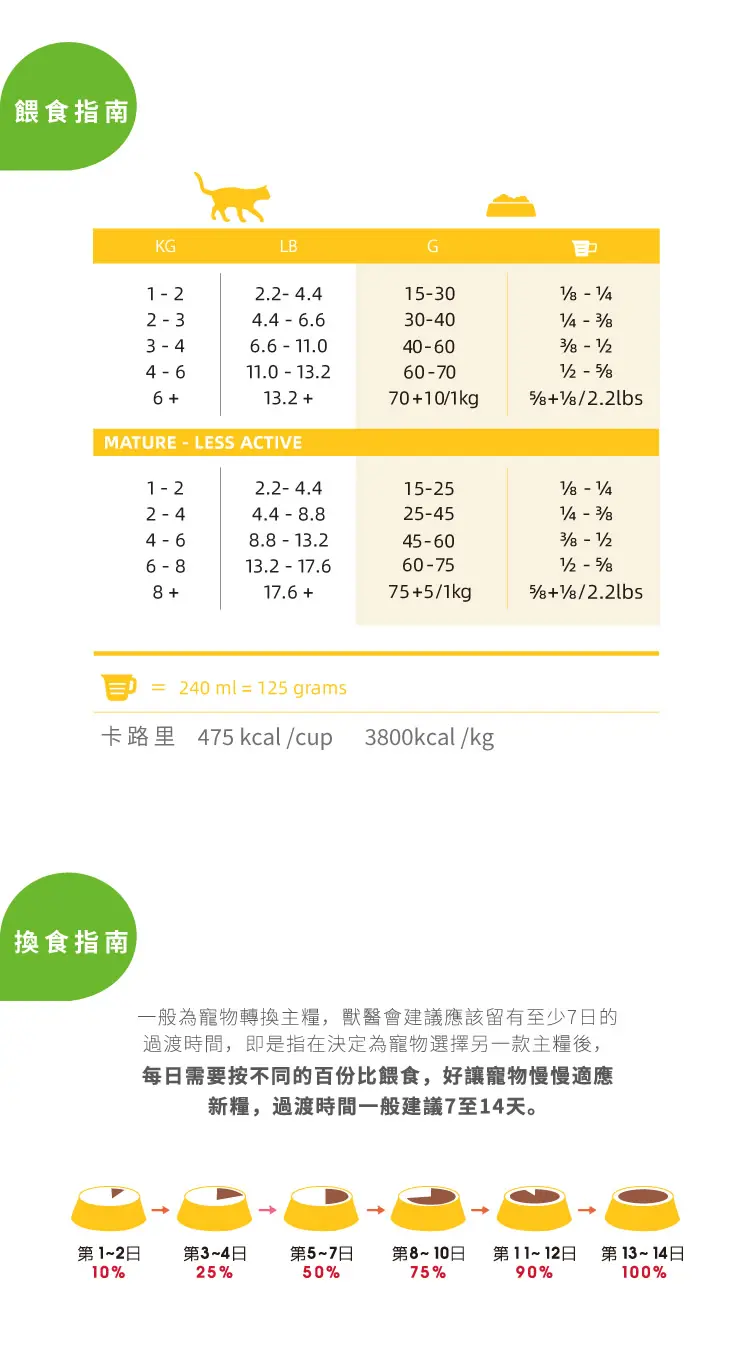 餵食指南
KG LB G
1 - 2 2.2- 4.4 15-30 ⅛ - ¼
2 - 3 4.4 - 6.6 30-40 ¼ - ⅜
3 - 4 6.6 - 11.0 40-60 ⅜ - ½
4 - 6 11.0 - 13.2 60-70 ½ - ⅝
6 + 13.2 + 70+10/1kg ⅝+⅛/2.2lbs
MATURE - LESS ACTIVE
1 - 2 2.2- 4.4 15-25 ⅛ - ¼
2 - 4 4.4 - 8.8 25-45 ¼ - ⅜
4 - 6 8.8 - 13.2 45-60 ⅜ - ½
6 - 8 13.2 - 17.6 60-75 ½ - ⅝
8 + 17.6 + 75+5/1kg ⅝+⅛/2.2lbs
= 240 ml = 125 grams
卡路里 475 kcal /cup 3800kcal /kg
換食指南
一般為寵物轉換主糧，獸醫會建議應該留有至少7日的
過渡時間，即是指在決定為寵物選擇另一款主糧後，
每日需要按不同的百份比餵食，好讓寵物慢慢適應
新糧，過渡時間一般建議7至14天。
第 1~2日 第3~4日 第5~7日 第8~ 10日 第 11~ 12日 第 13~ 14日
10% 25% 50% 75% 90% 100%